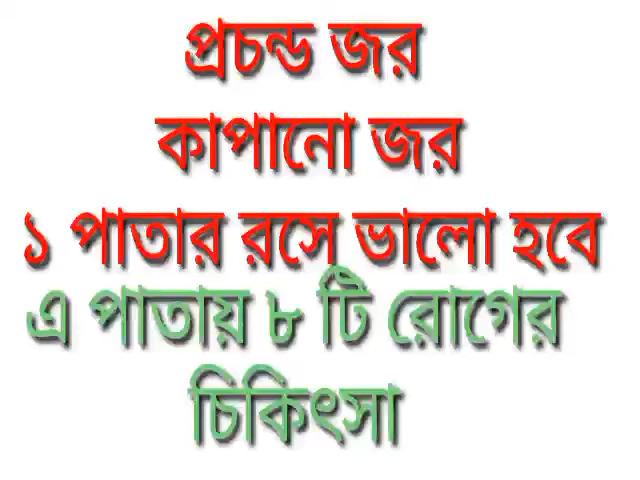 প্রচন্ড জর
কাপানো জর
১ পাতার রসে ভালো হবে
এ পাতায় ৮ টি রোগের
চিকিৎসা